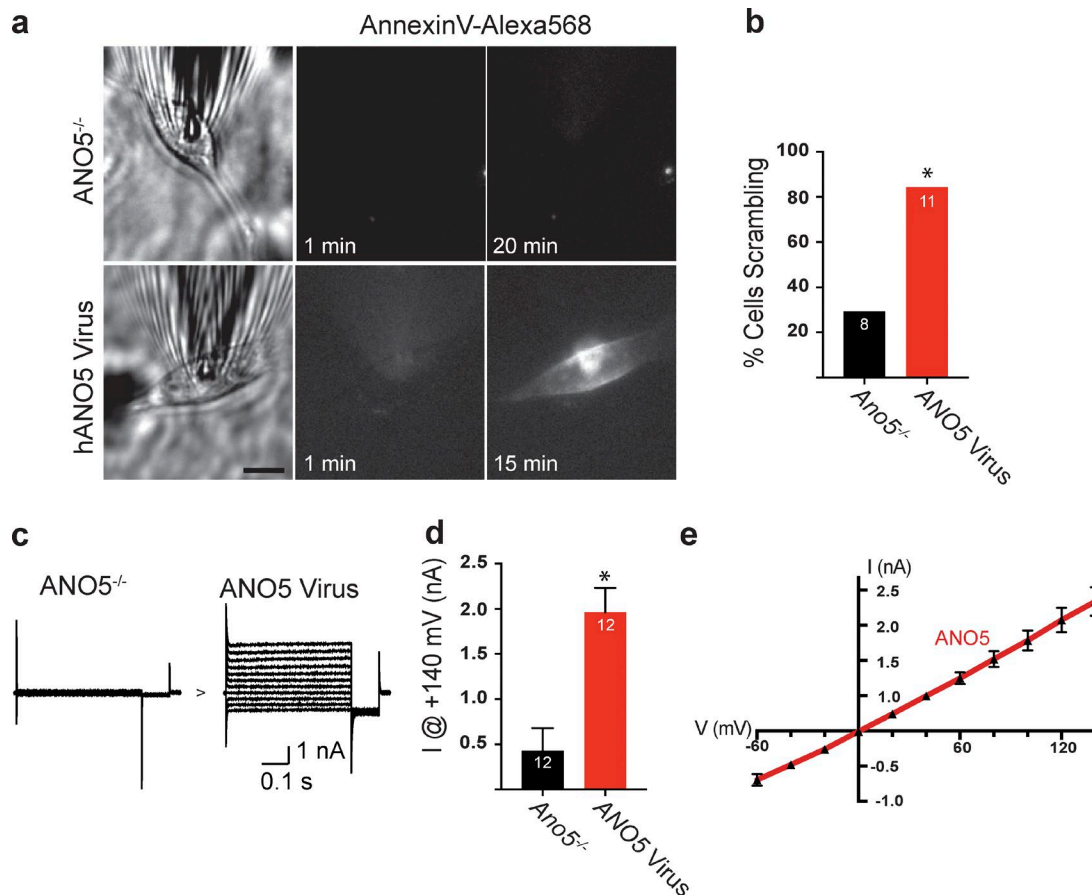 a
AnnexinV-Alexa568
ANO5-/-
1 min
20 min
hANO5 Virus
1 min
15 min
b
% Cells Scrambling
100
80
60
40
20
*
8
11
Ano5-/-
ANO5 Virus
c
ANO5-/-
ANO5 Virus
>
1 nA
0.1 s
d
I @ +140 mV (nA)
2.5
2.0
1.5
1.0
0.5
*
12
12
Ano5-/-
ANO5 Virus
e
I (nA)
2.5
2.0
1.5
1.0
ANO5
V (mV)
-60
60
120
-0.5
-1.0